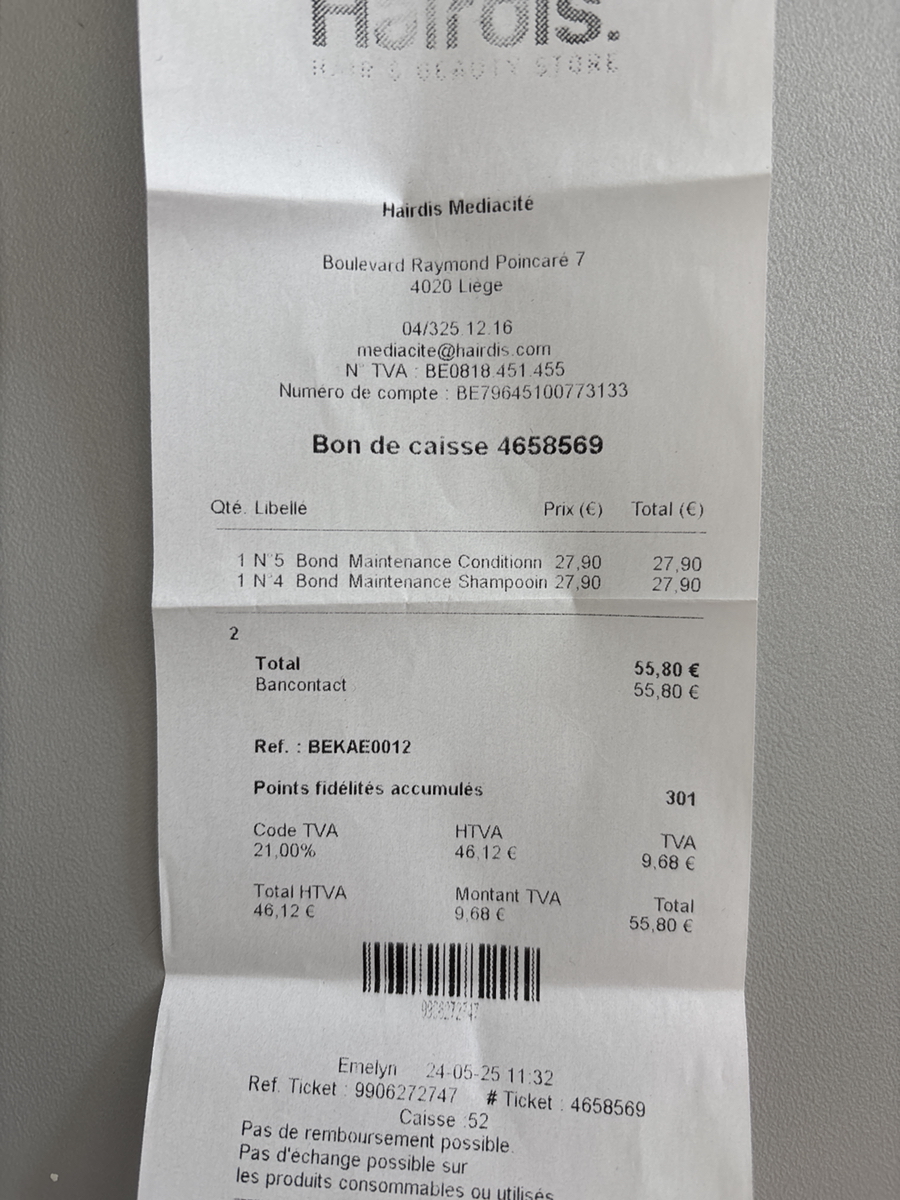 Hairdis.
HAIR & BEAUTY STORE
Hairdis Mediacité
Boulevard Raymond Poincaré 7
4020 Liège
04/325.12.16
mediacite@hairdis.com
N° TVA : BE0818.451.455
Numéro de compte : BE79645100773133
Bon de caisse 4658569
Qté. Libellé Prix (€) Total (€)
1 N°5 Bond Maintenance Conditionn 27,90 27,90
1 N°4 Bond Maintenance Shampooin 27,90 27,90
2
Total 55,80 €
Bancontact 55,80 €
Ref. : BEKAE0012
Points fidélités accumulés 301
Code TVA HTVA TVA
21,00% 46,12 € 9,68 €
Total HTVA Montant TVA Total
46,12 € 9,68 € 55,80 €
9906272747
Emelyn 24-05-25 11:32
Ref. Ticket : 9906272747 # Ticket : 4658569
Caisse :52
Pas de remboursement possible.
Pas d'échange possible sur
les produits consommables ou utilisés